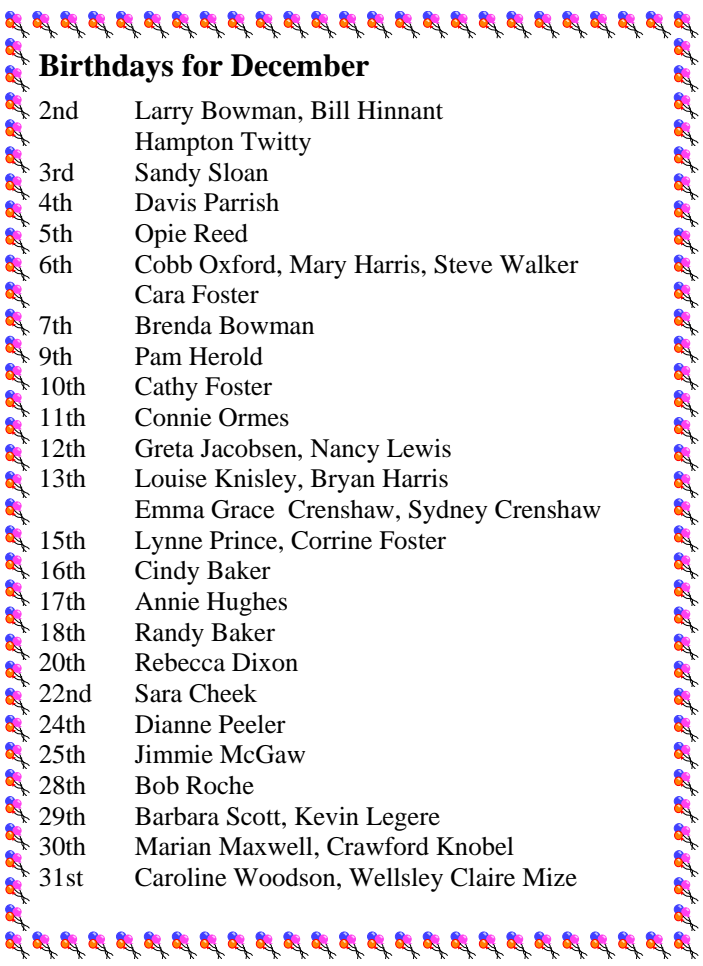 Birthdays for December
2nd Larry Bowman, Bill Hinnant
Hampton Twitty
3rd Sandy Sloan
4th Davis Parrish
5th Opie Reed
6th Cobb Oxford, Mary Harris, Steve Walker
Cara Foster
7th Brenda Bowman
9th Pam Herold
10th Cathy Foster
11th Connie Ormes
12th Greta Jacobsen, Nancy Lewis
13th Louise Knisley, Bryan Harris
Emma Grace  Crenshaw, Sydney Crenshaw
15th Lynne Prince, Corrine Foster
16th Cindy Baker
17th Annie Hughes
18th Randy Baker
20th Rebecca Dixon
22nd Sara Cheek
24th Dianne Peeler
25th Jimmie McGaw
28th Bob Roche
29th Barbara Scott, Kevin Legere
30th Marian Maxwell, Crawford Knobel
31st Caroline Woodson, Wellsley Claire Mize